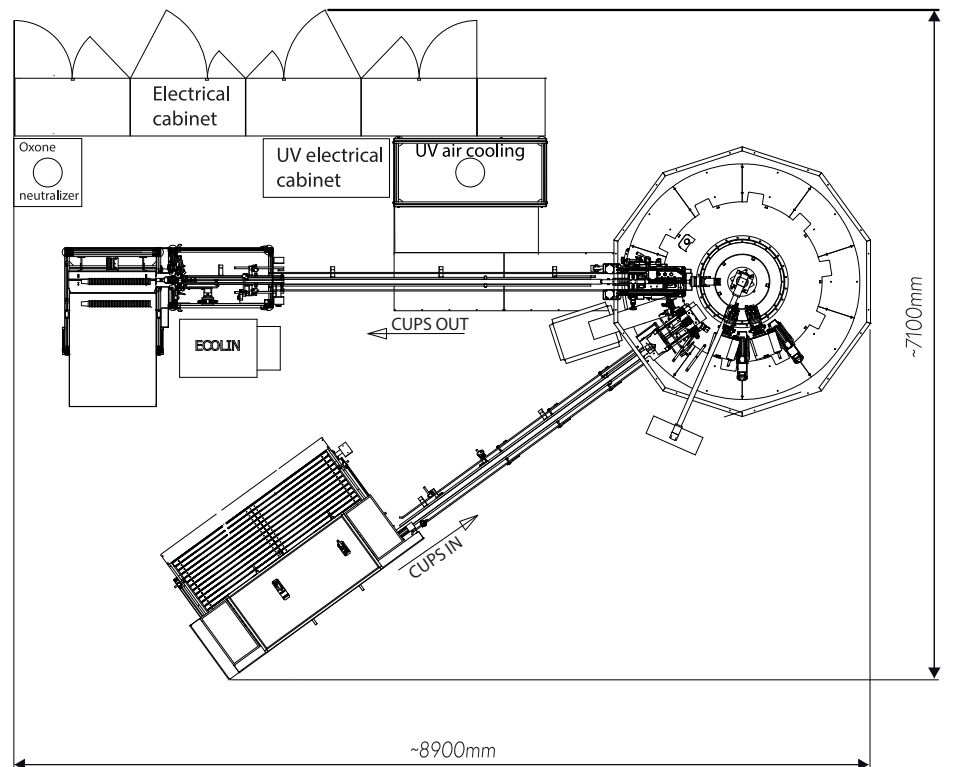 Electrical
cabinet
Oxone
neutralizer
UV electrical
cabinet
UV air cooling
CUPS OUT
ECOLIN
CUPS IN
~7100mm
~8900mm